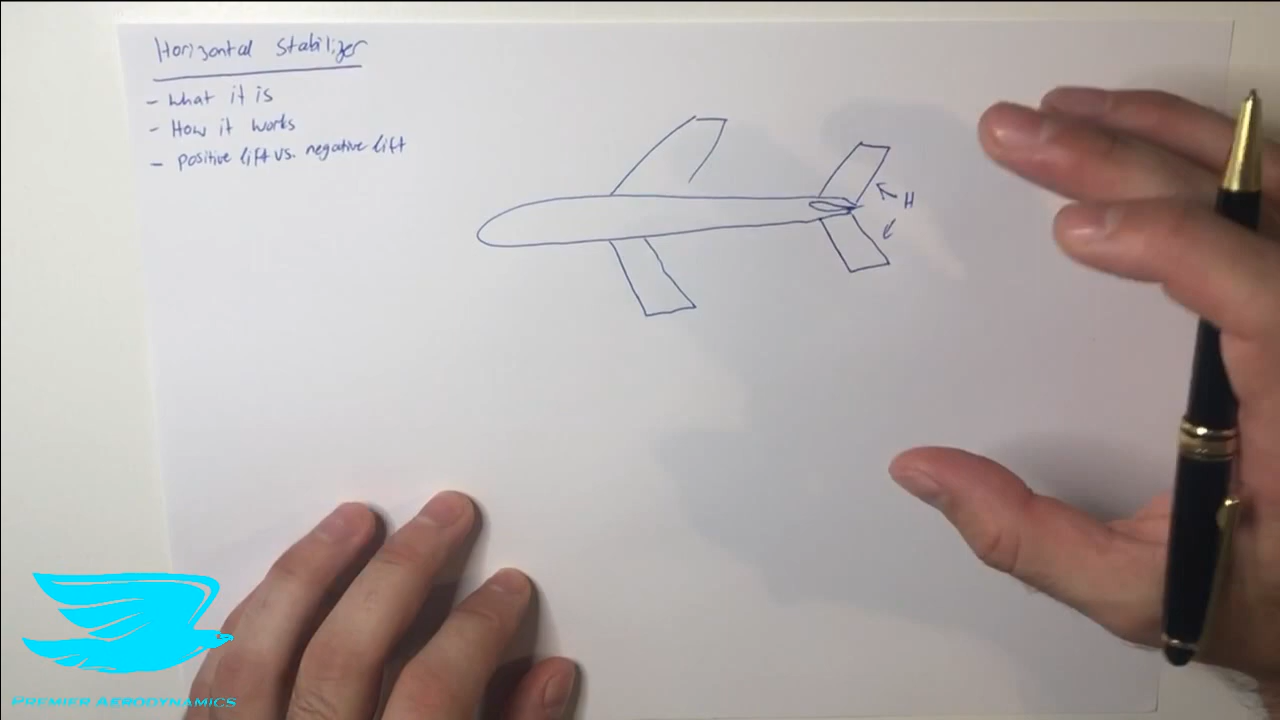 Horizontal Stabilizer
- What it is
- How it works
- positive lift vs. negative lift
H
PREMIER AERODYNAMICS